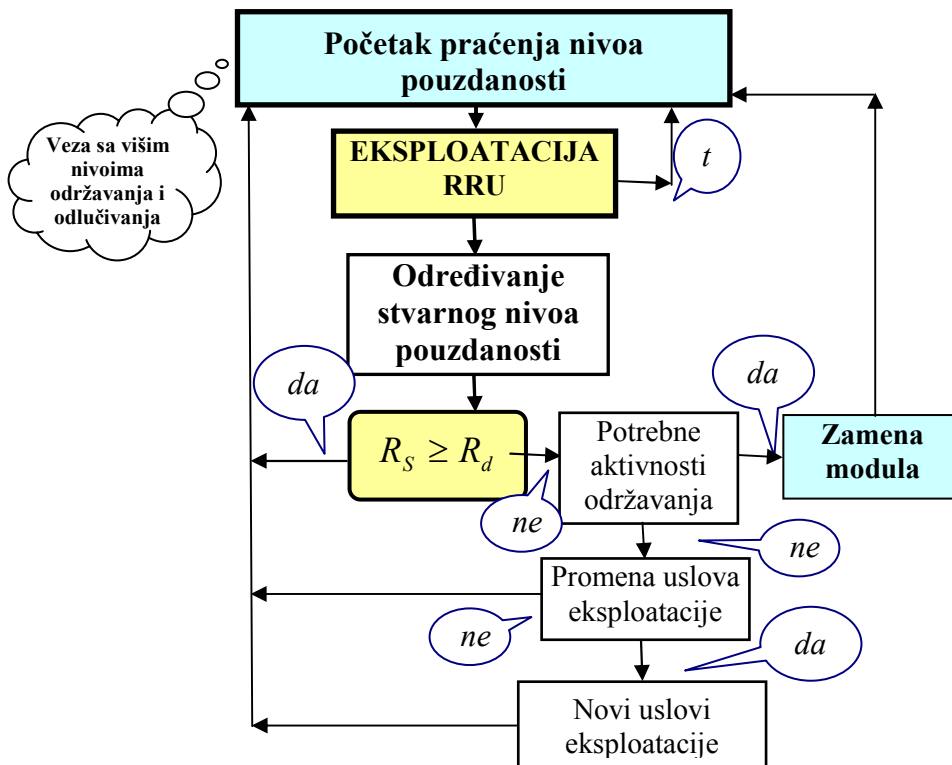 Početak praćenja nivoa
pouzdanosti
Veza sa višim
nivoima
održavanja i
odlučivanja
EKSPLOATACIJA
RRU
t
Određivanje
stvarnog nivoa
pouzdanosti
da
da
R_S ≥ R_d
Potrebne
aktivnosti
održavanja
Zamena
modula
ne
ne
Promena uslova
eksploatacije
ne
da
Novi uslovi
eksploatacije